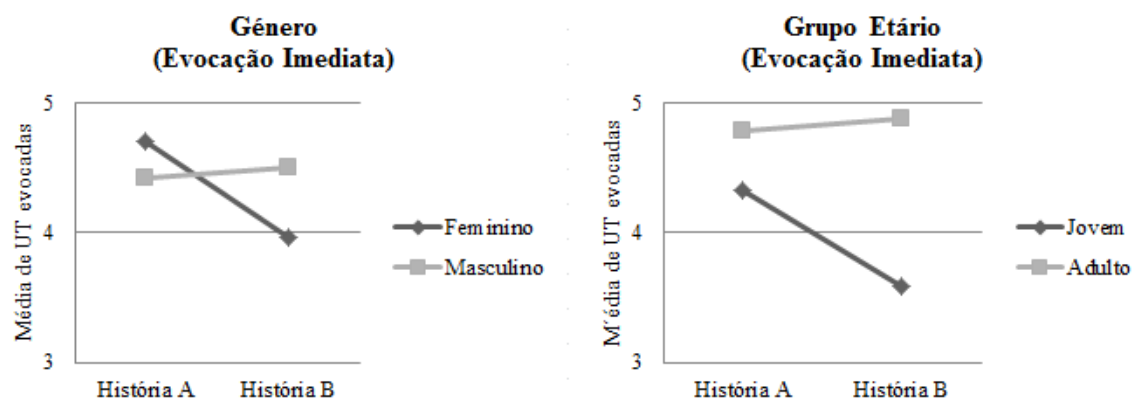 Género
(Evocação Imediata)
Média de UT evocadas
5
4
3
História A
História B
Feminino
Masculino
Grupo Etário
(Evocação Imediata)
M´édia de UT evocadas
5
4
3
História A
História B
Jovem
Adulto